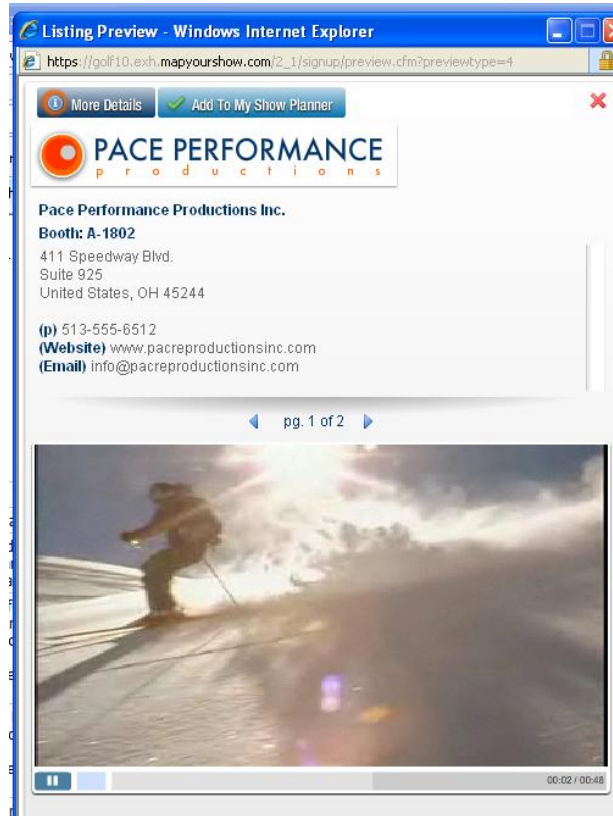 Listing Preview - Windows Internet Explorer
https://golf10.exh.mapyourshow.com/2_1/signup/preview.cfm?previewtype=4
More Details Add To My Show Planner
PACE PERFORMANCE
productions
Pace Performance Productions Inc.
Booth: A-1802
411 Speedway Blvd.
Suite 925
United States, OH 45244
(p) 513-555-6512
(Website) www.pacreproductionsinc.com
(Email) info@pacreproductionsinc.com
pg. 1 of 2
00:02 / 00:48